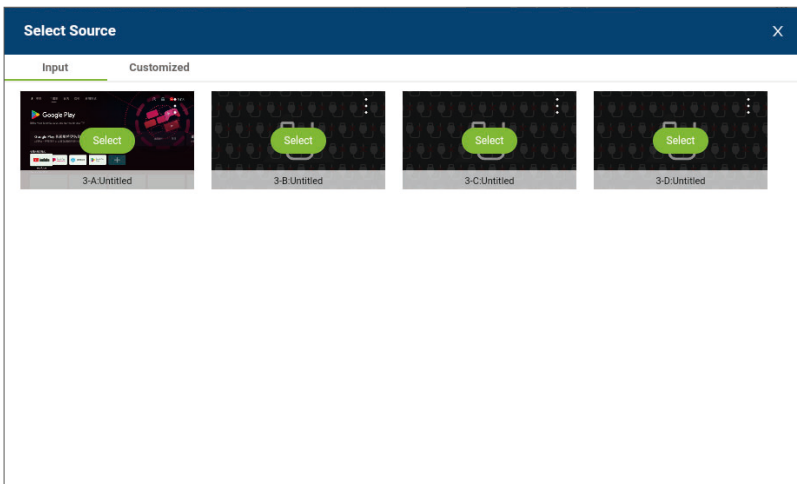 Select Source
X
Input
Customized
Google Play
Select
Select
Select
Select
3-A:Untitled
3-B:Untitled
3-C:Untitled
3-D:Untitled